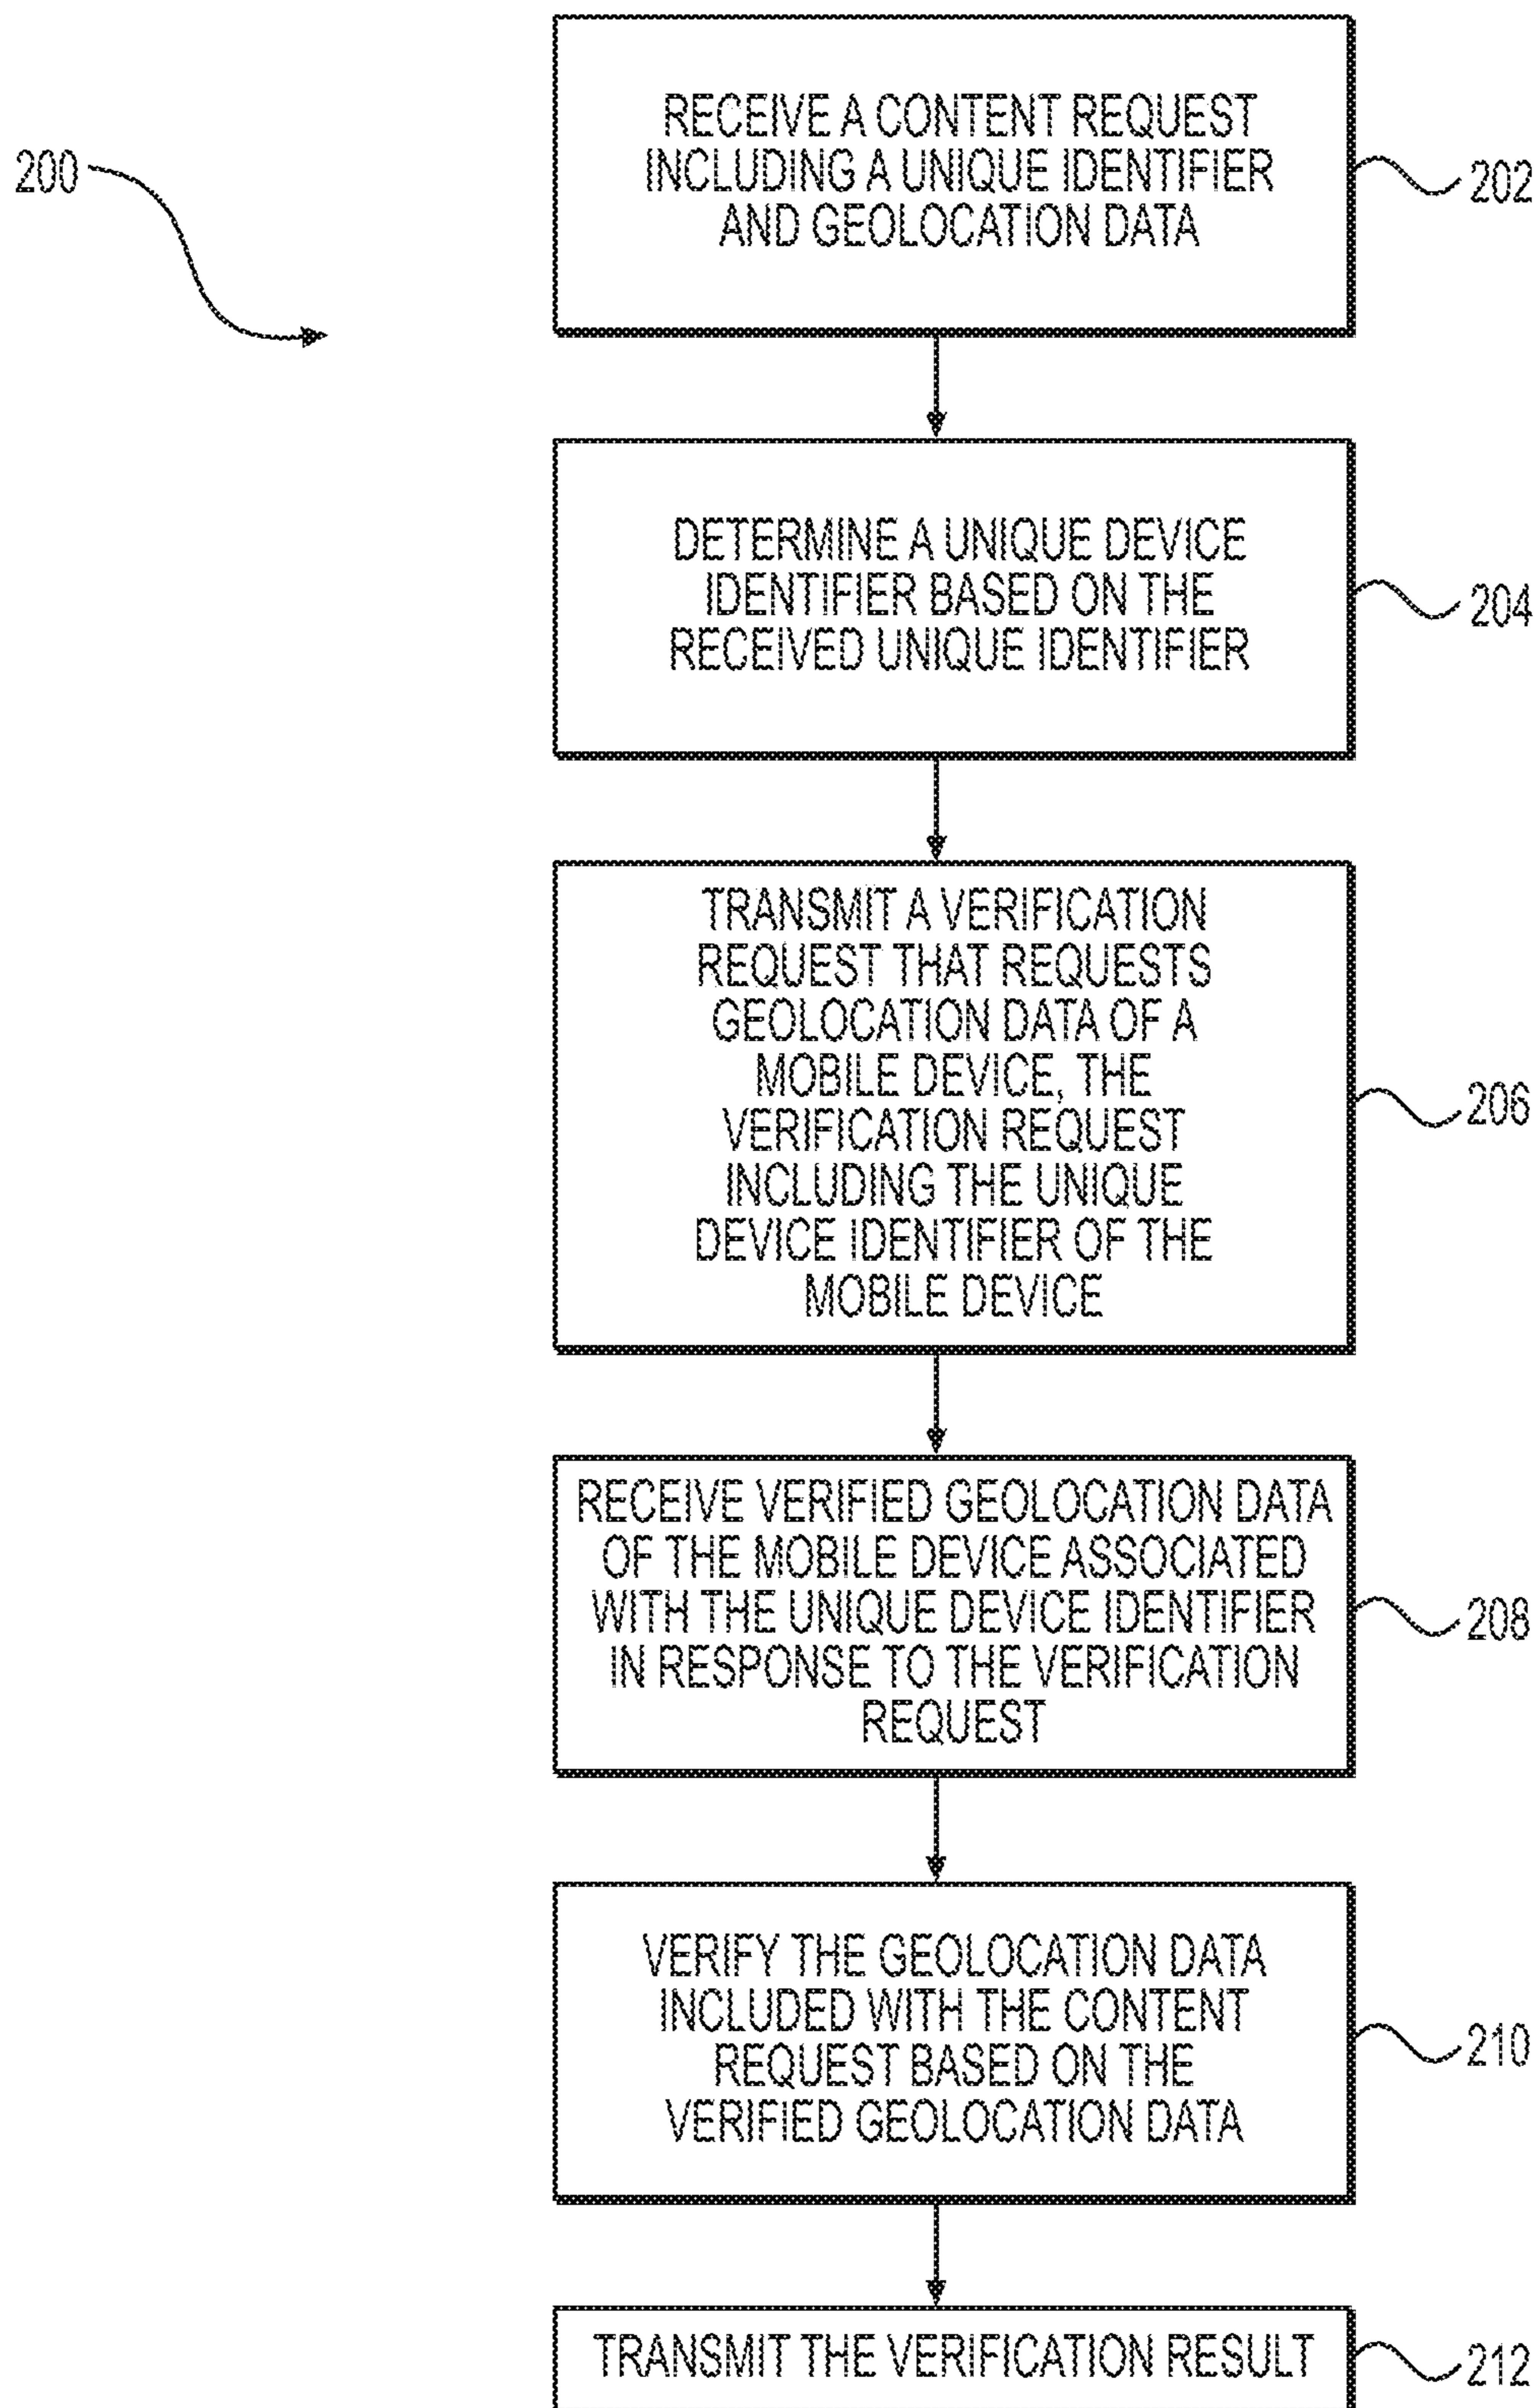 200
RECEIVE A CONTENT REQUEST
INCLUDING A UNIQUE IDENTIFIER
AND GEOLOCATION DATA
202
DETERMINE A UNIQUE DEVICE
IDENTIFIER BASED ON THE
RECEIVED UNIQUE IDENTIFIER
204
TRANSMIT A VERIFICATION
REQUEST THAT REQUESTS
GEOLOCATION DATA OF A
MOBILE DEVICE, THE
VERIFICATION REQUEST
INCLUDING THE UNIQUE
DEVICE IDENTIFIER OF THE
MOBILE DEVICE
206
RECEIVE VERIFIED GEOLOCATION DATA
OF THE MOBILE DEVICE ASSOCIATED
WITH THE UNIQUE DEVICE IDENTIFIER
IN RESPONSE TO THE VERIFICATION
REQUEST
208
VERIFY THE GEOLOCATION DATA
INCLUDED WITH THE CONTENT
REQUEST BASED ON THE
VERIFIED GEOLOCATION DATA
210
TRANSMIT THE VERIFICATION RESULT
212